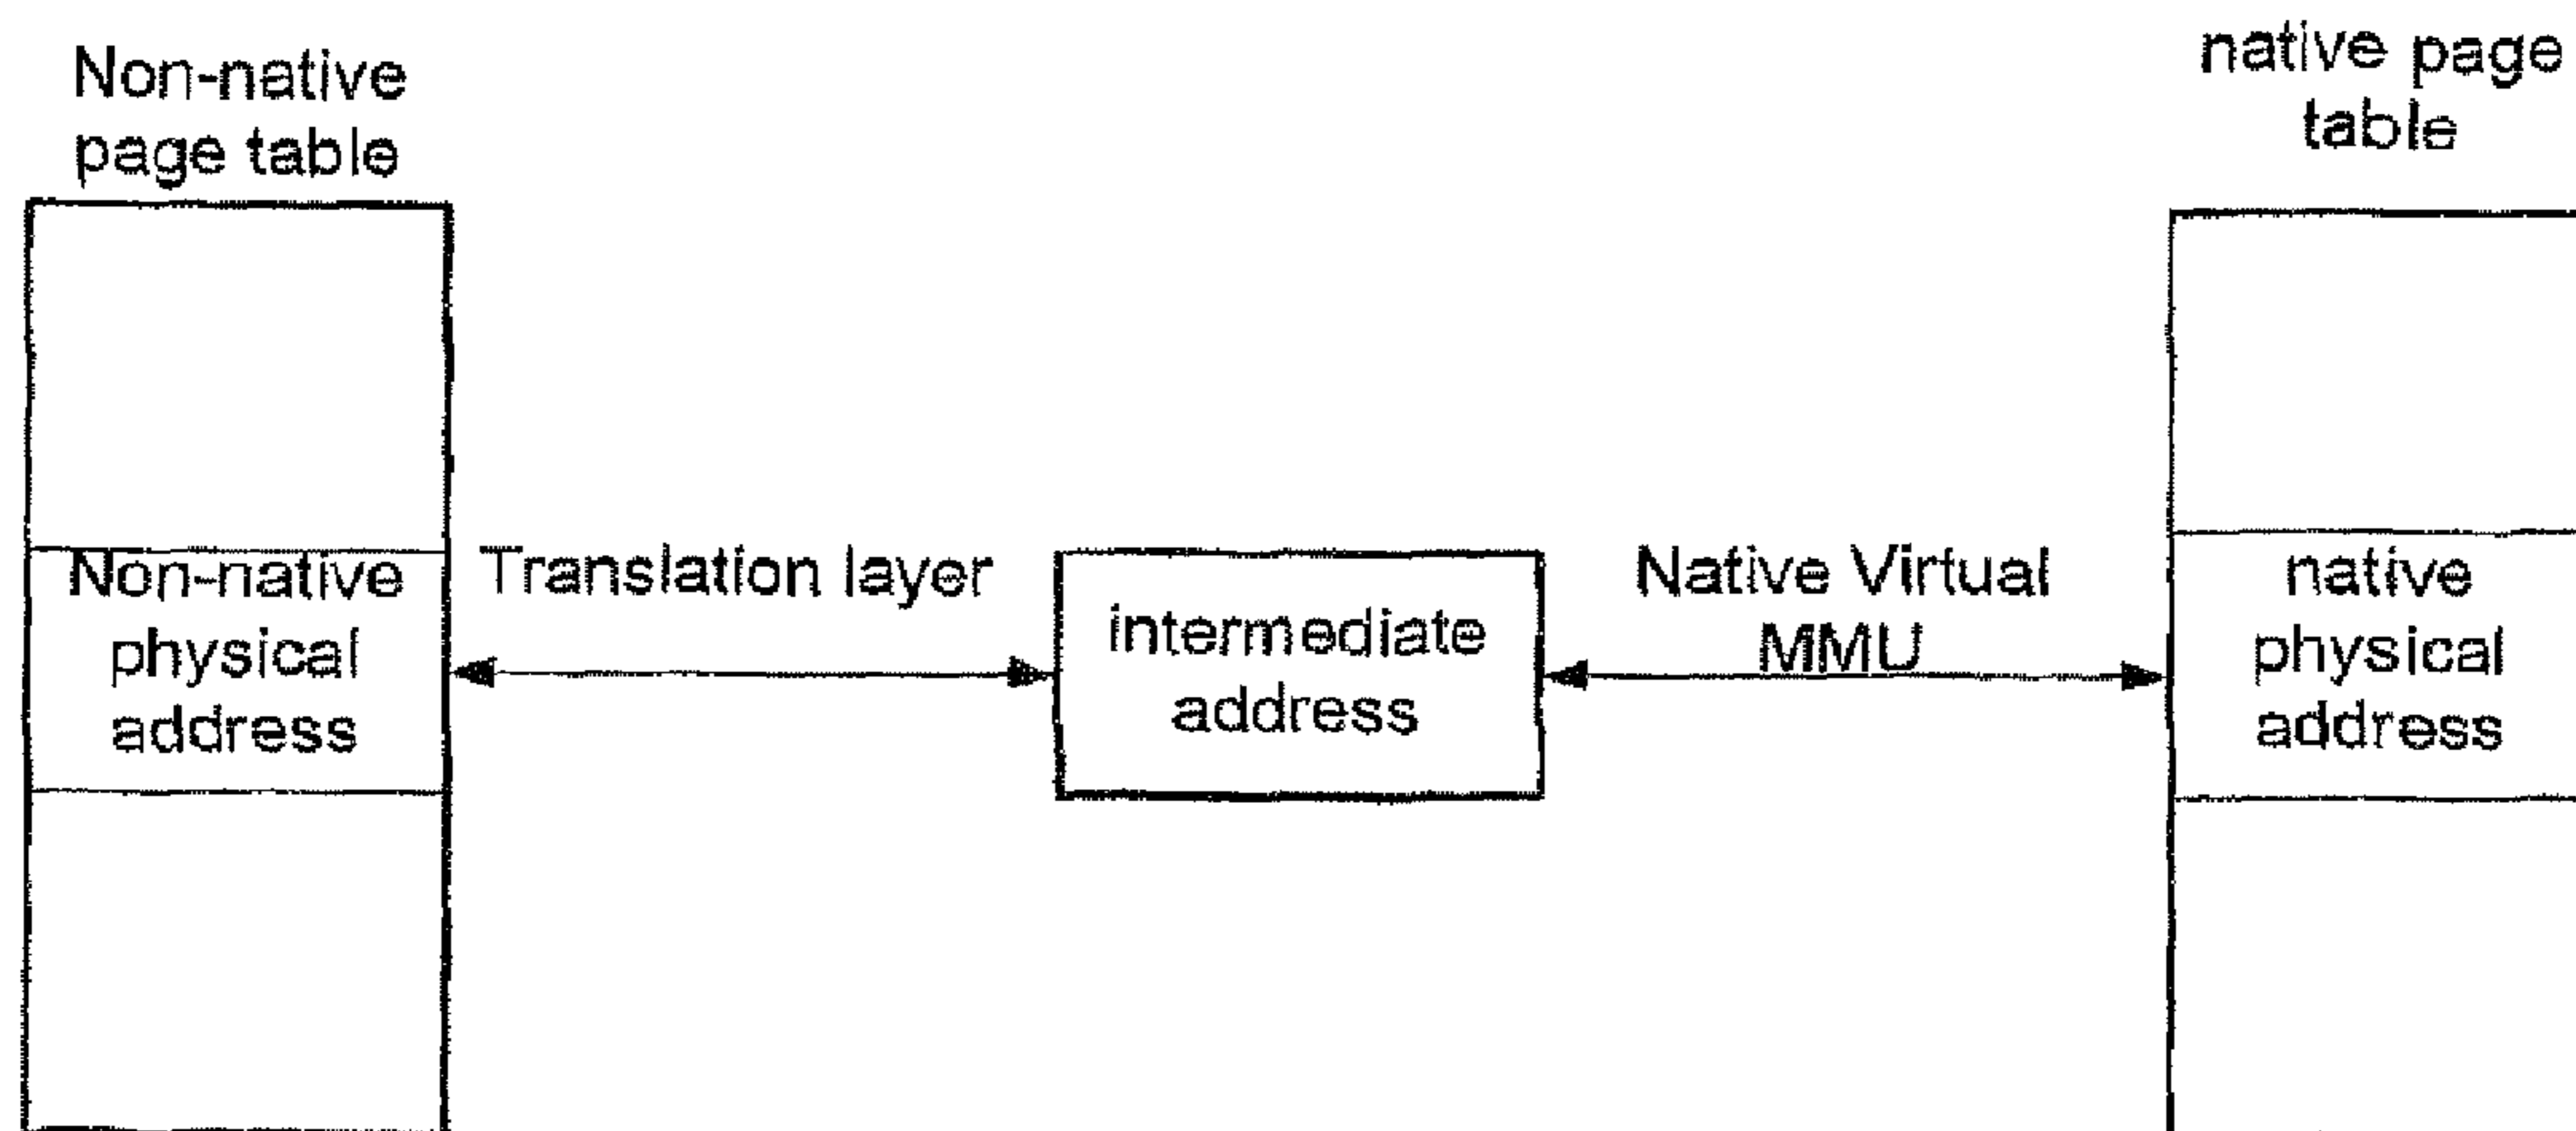 Non-native
page table
native page
table
Non-native
physical
address
Translation layer
intermediate
address
Native Virtual
MMU
native
physical
address